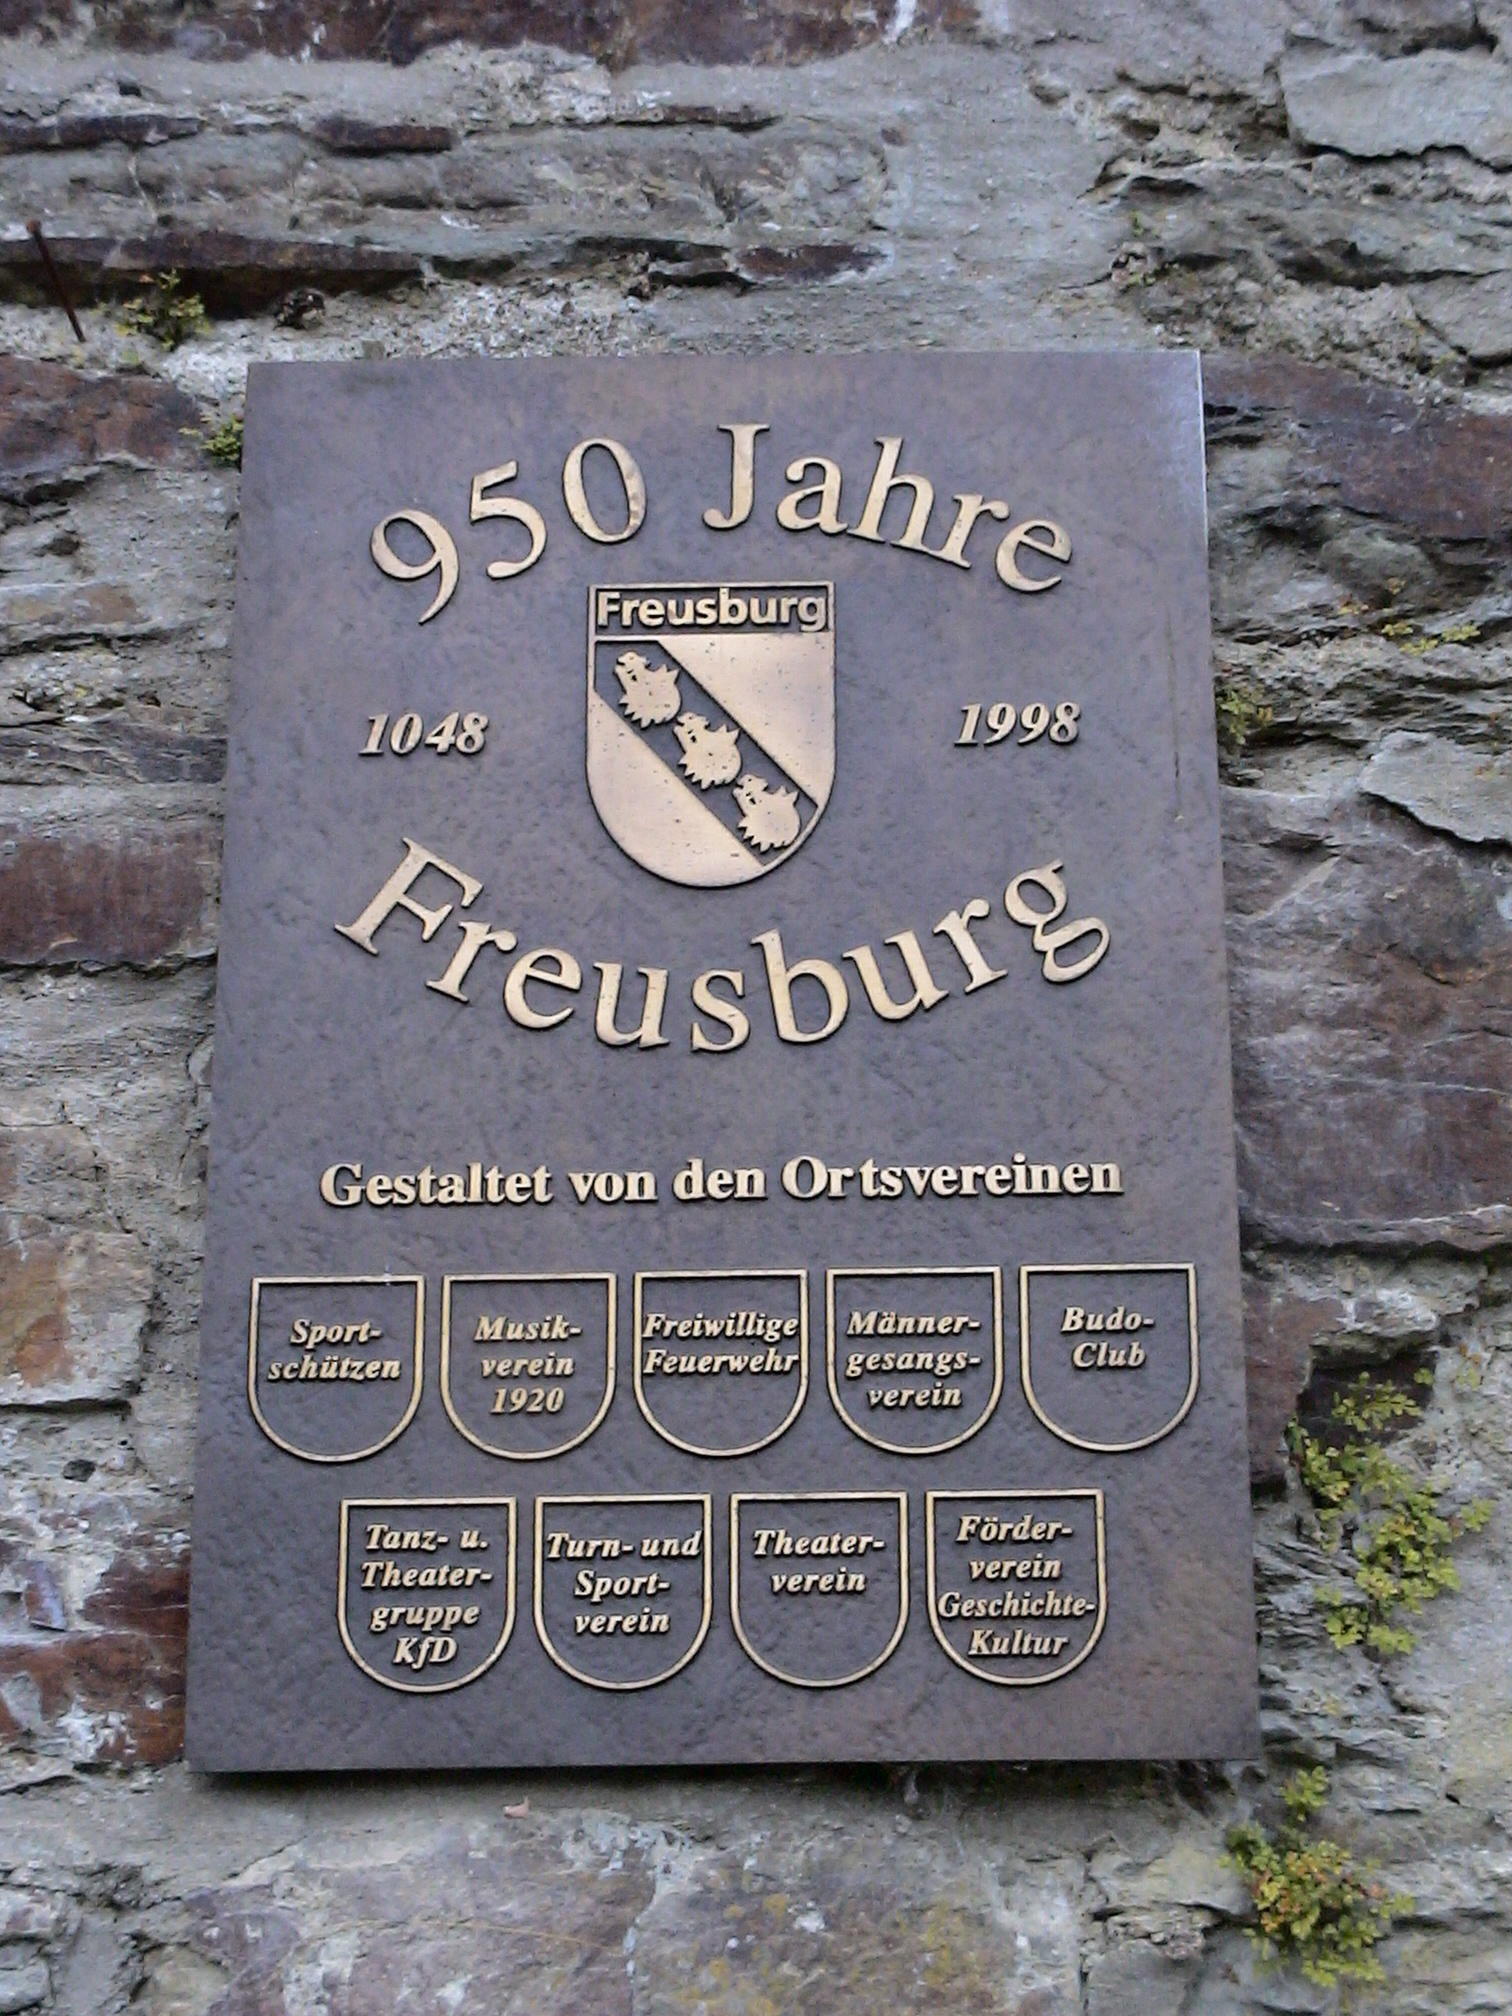 950 Jahre
Freusburg
1048
1998
Freusburg
Gestaltet von den Ortsvereinen
Sport-
schützen
Musik-
verein
1920
Freiwillige
Feuerwehr
Männer-
gesangs-
verein
Budo-
Club
Tanz- u.
Theater-
gruppe
KfD
Turn- und
Sport-
verein
Theater-
verein
Förder-
verein
Geschichte-
Kultur